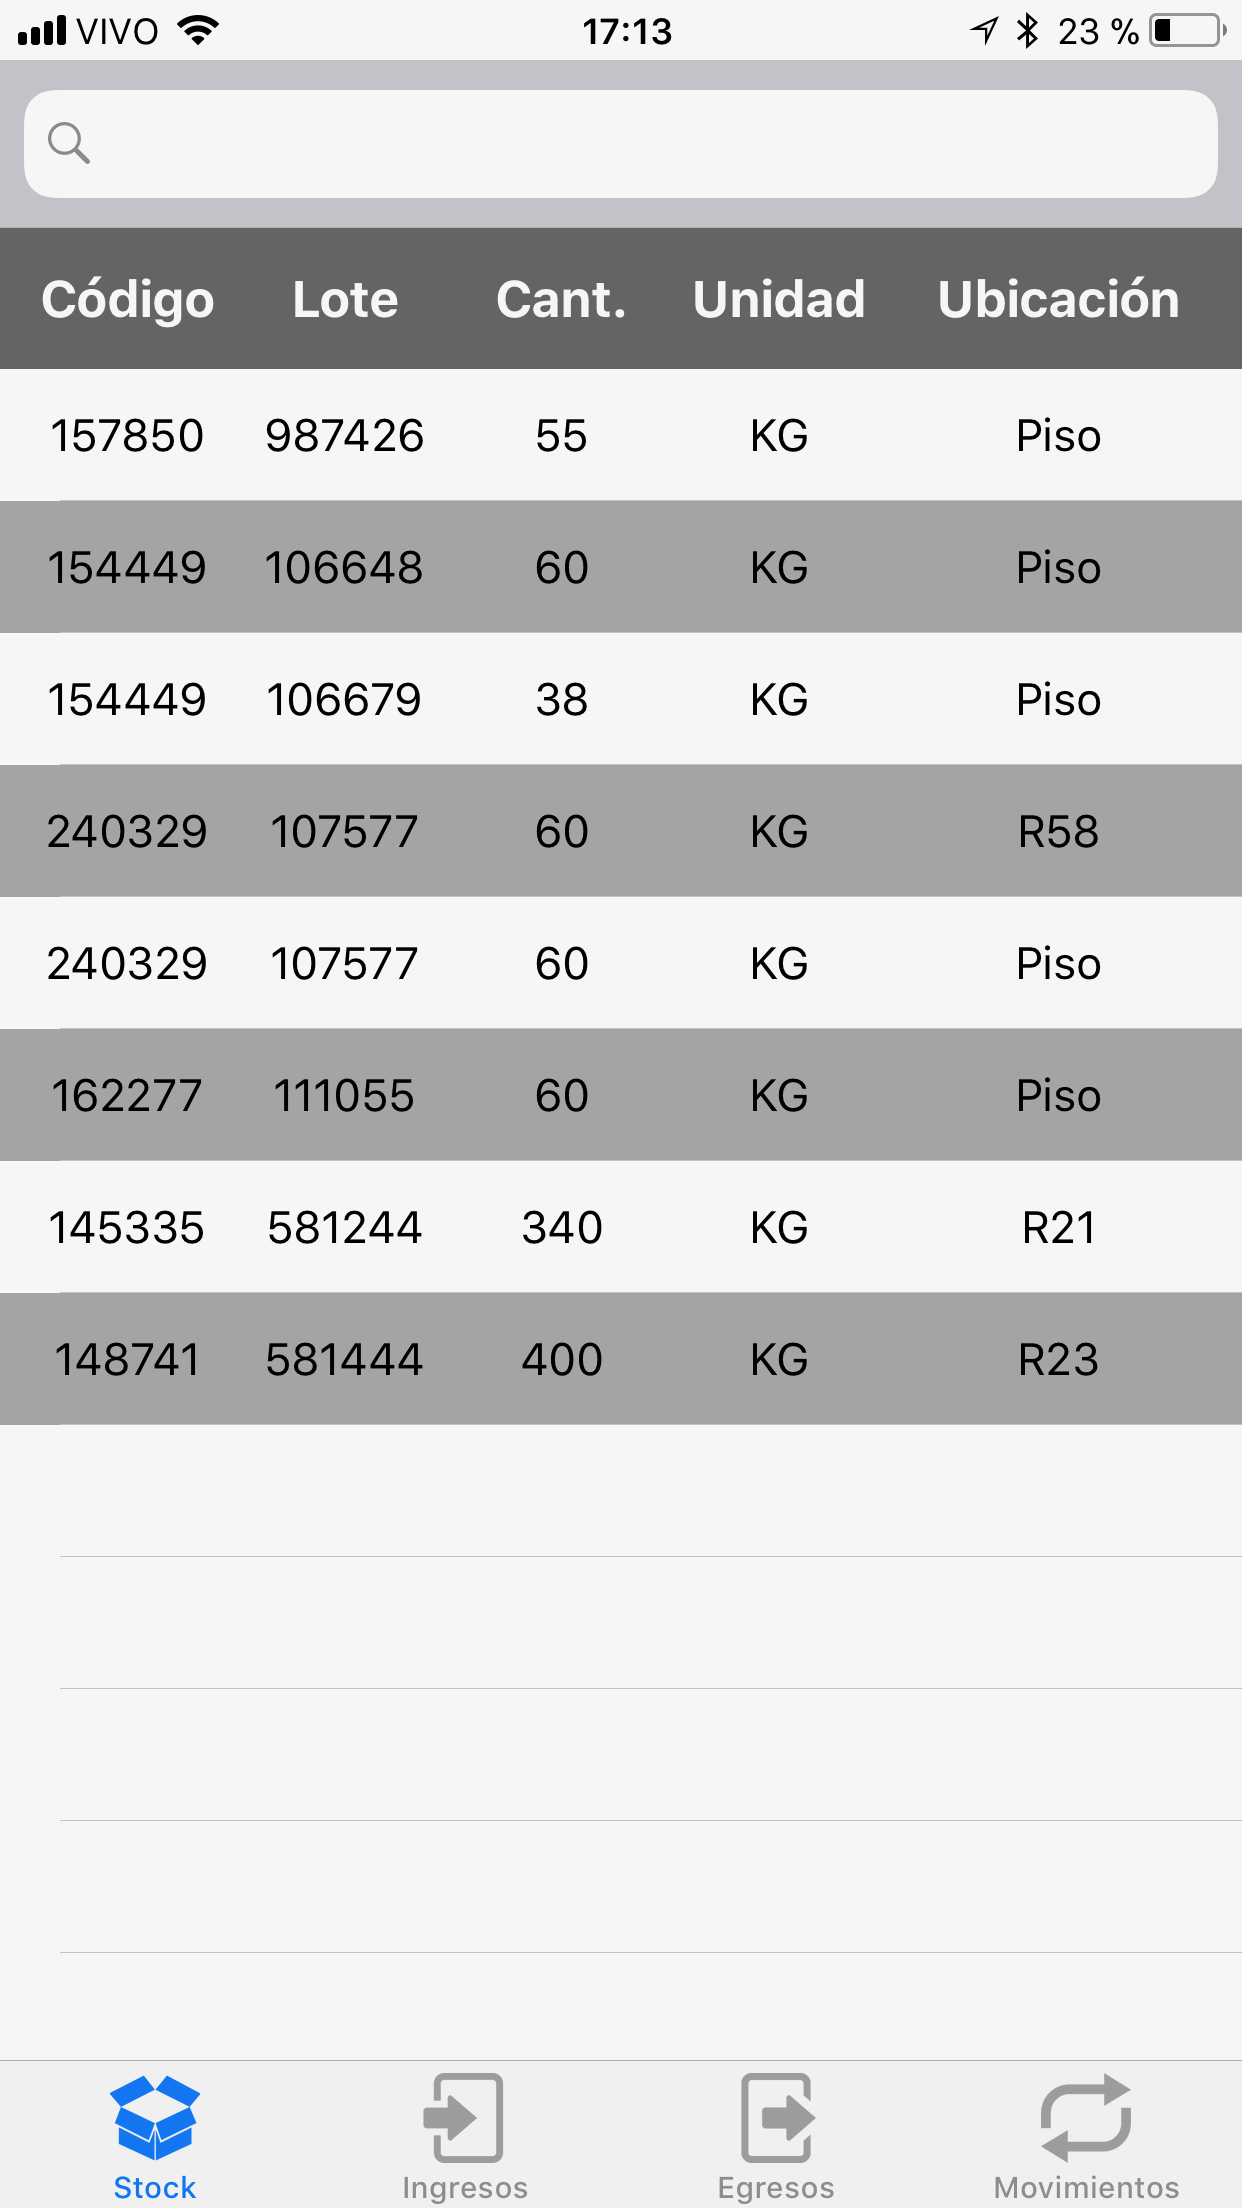 VIVO 17:13 23 %
Código Lote Cant. Unidad Ubicación
157850 987426 55 KG Piso
154449 106648 60 KG Piso
154449 106679 38 KG Piso
240329 107577 60 KG R58
240329 107577 60 KG Piso
162277 111055 60 KG Piso
145335 581244 340 KG R21
148741 581444 400 KG R23
Stock Ingresos Egresos Movimientos